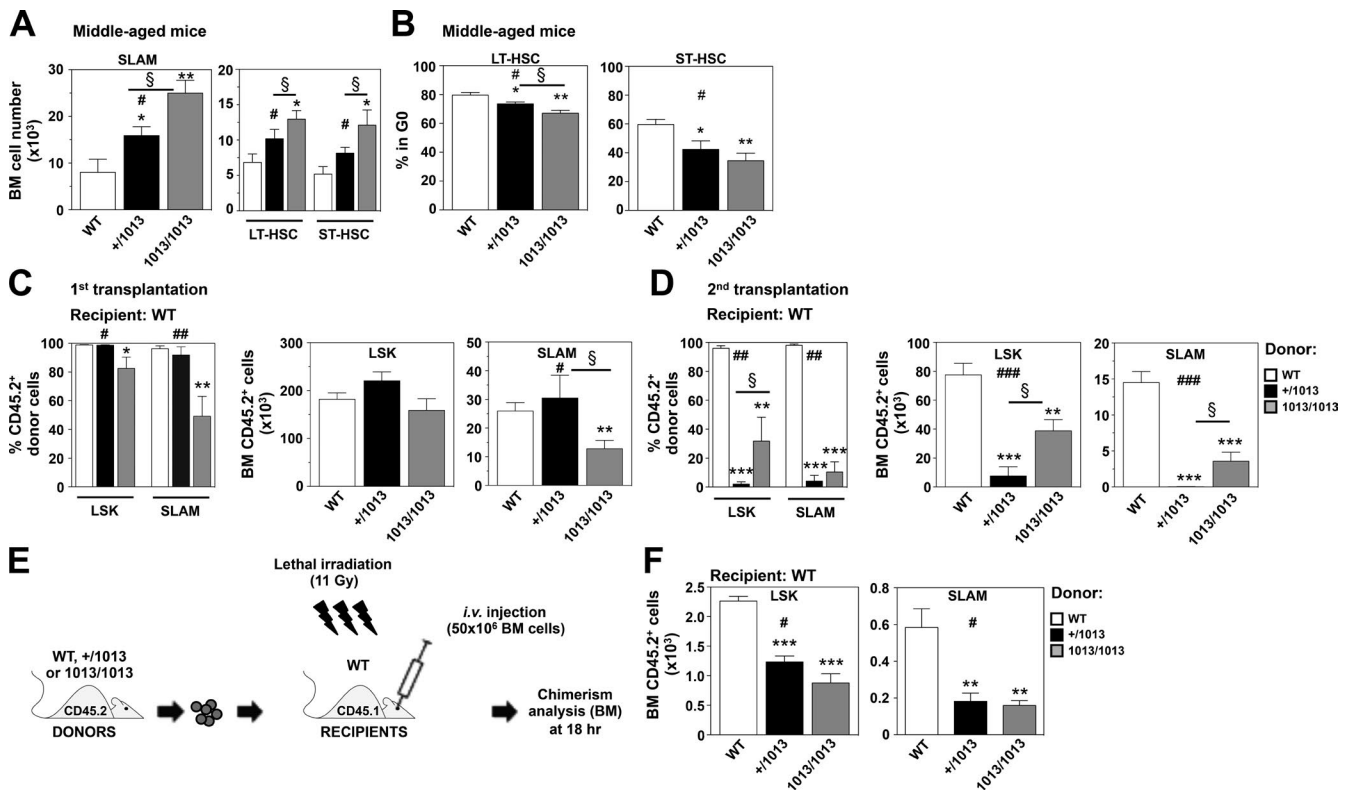 A
Middle-aged mice
SLAM
BM cell number
(x10³)
30
20
10
0
§
**
#
*
WT
+/1013
1013/1013
20
15
10
5
0
§
§
#
*
#
*
LT-HSC
ST-HSC
B
Middle-aged mice
LT-HSC
% in G0
100
80
60
40
20
0
#
§
*
**
WT
+/1013
1013/1013
ST-HSC
100
80
60
40
20
0
#
*
**
WT
+/1013
1013/1013
C
1st transplantation
Recipient: WT
% CD45.2⁺
donor cells
100
80
60
40
20
0
#
*
##
**
LSK
SLAM
BM CD45.2⁺ cells
(x10³)
300
200
100
0
LSK
WT
+/1013
1013/1013
50
40
30
20
10
0
SLAM
#
§
**
WT
+/1013
1013/1013
D
2nd transplantation
Recipient: WT
% CD45.2⁺
donor cells
100
80
60
40
20
0
##
§
**
***
##
***
***
LSK
SLAM
BM CD45.2⁺ cells
(x10³)
100
80
60
40
20
0
LSK
###
§
**
***
WT
+/1013
1013/1013
20
15
10
5
0
SLAM
###
§
***
***
WT
+/1013
1013/1013
Donor:
WT
+/1013
1013/1013
E
Lethal irradiation
(11 Gy)
i.v. injection
(50x10⁶ BM cells)
WT, +/1013
or 1013/1013
WT
CD45.2
CD45.1
DONORS
RECIPIENTS
Chimerism
analysis (BM)
at 18 hr
F
Recipient: WT
BM CD45.2⁺ cells
(x10³)
LSK
2.5
2.0
1.5
1.0
0.5
0
#
***
***
WT
+/1013
1013/1013
SLAM
0.8
0.6
0.4
0.2
0
#
**
**
WT
+/1013
1013/1013
Donor:
WT
+/1013
1013/1013